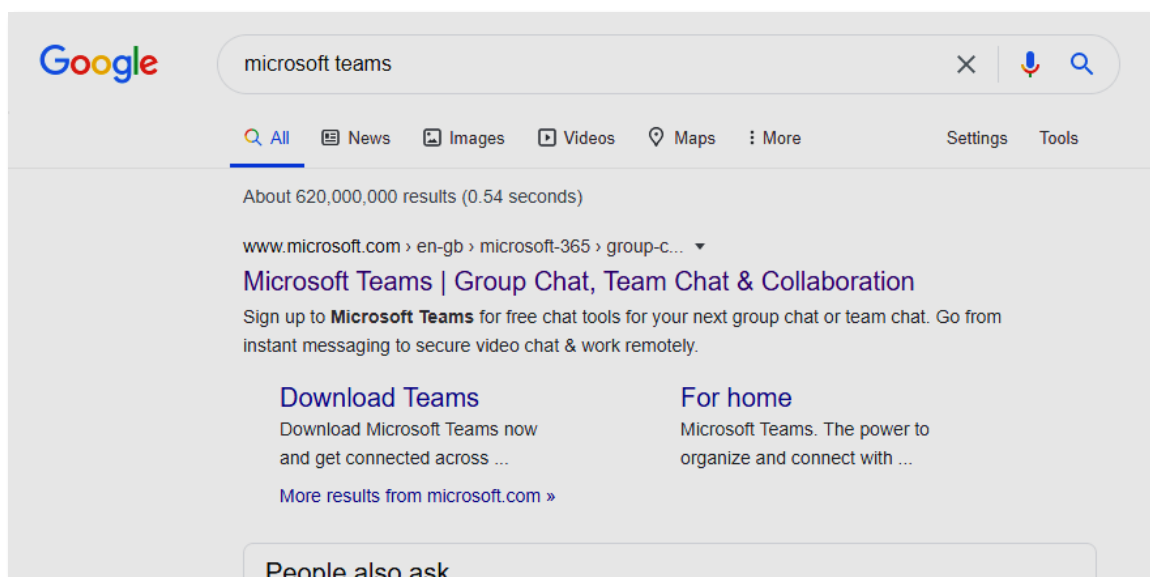 Google
microsoft teams
All News Images Videos Maps More Settings Tools
About 620,000,000 results (0.54 seconds)
www.microsoft.com › en-gb › microsoft-365 › group-c...
Microsoft Teams | Group Chat, Team Chat & Collaboration
Sign up to Microsoft Teams for free chat tools for your next group chat or team chat. Go from
instant messaging to secure video chat & work remotely.
Download Teams
Download Microsoft Teams now
and get connected across ...
For home
Microsoft Teams. The power to
organize and connect with ...
More results from microsoft.com »
People also ask